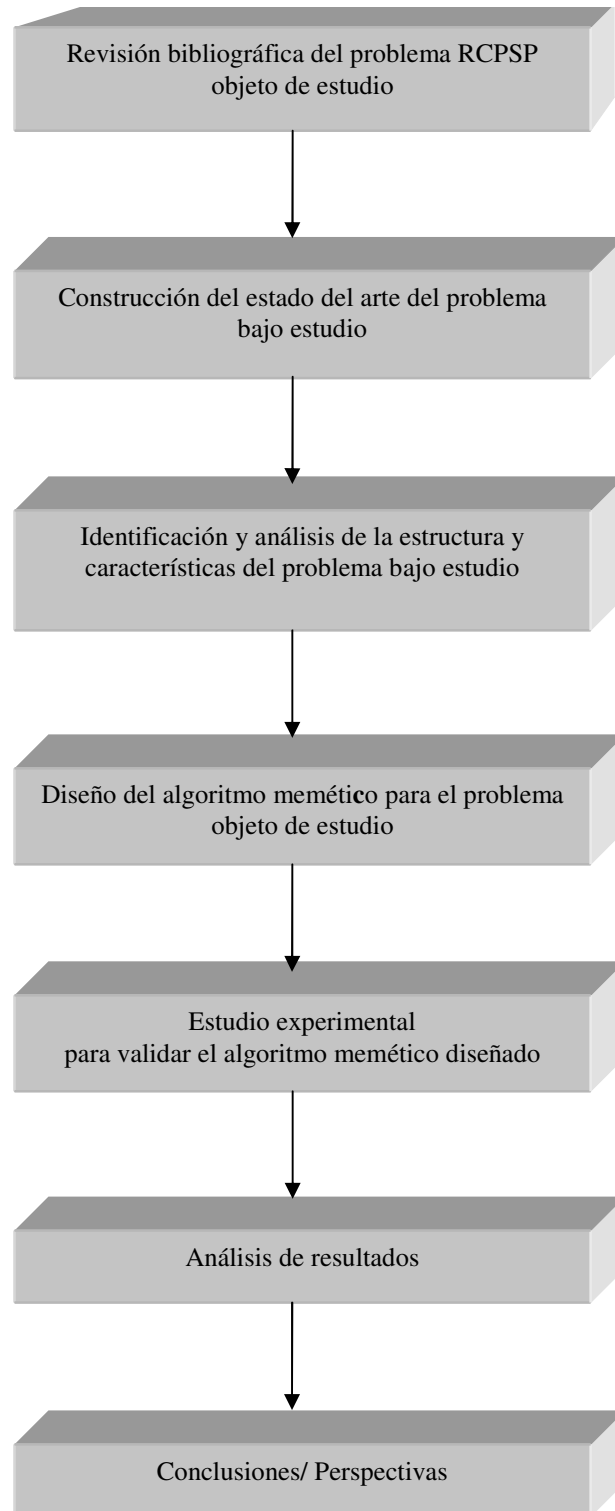 Revisión bibliográfica del problema RCPSP
objeto de estudio
Construcción del estado del arte del problema
bajo estudio
Identificación y análisis de la estructura y
características del problema bajo estudio
Diseño del algoritmo memético para el problema
objeto de estudio
Estudio experimental
para validar el algoritmo memético diseñado
Análisis de resultados
Conclusiones/ Perspectivas